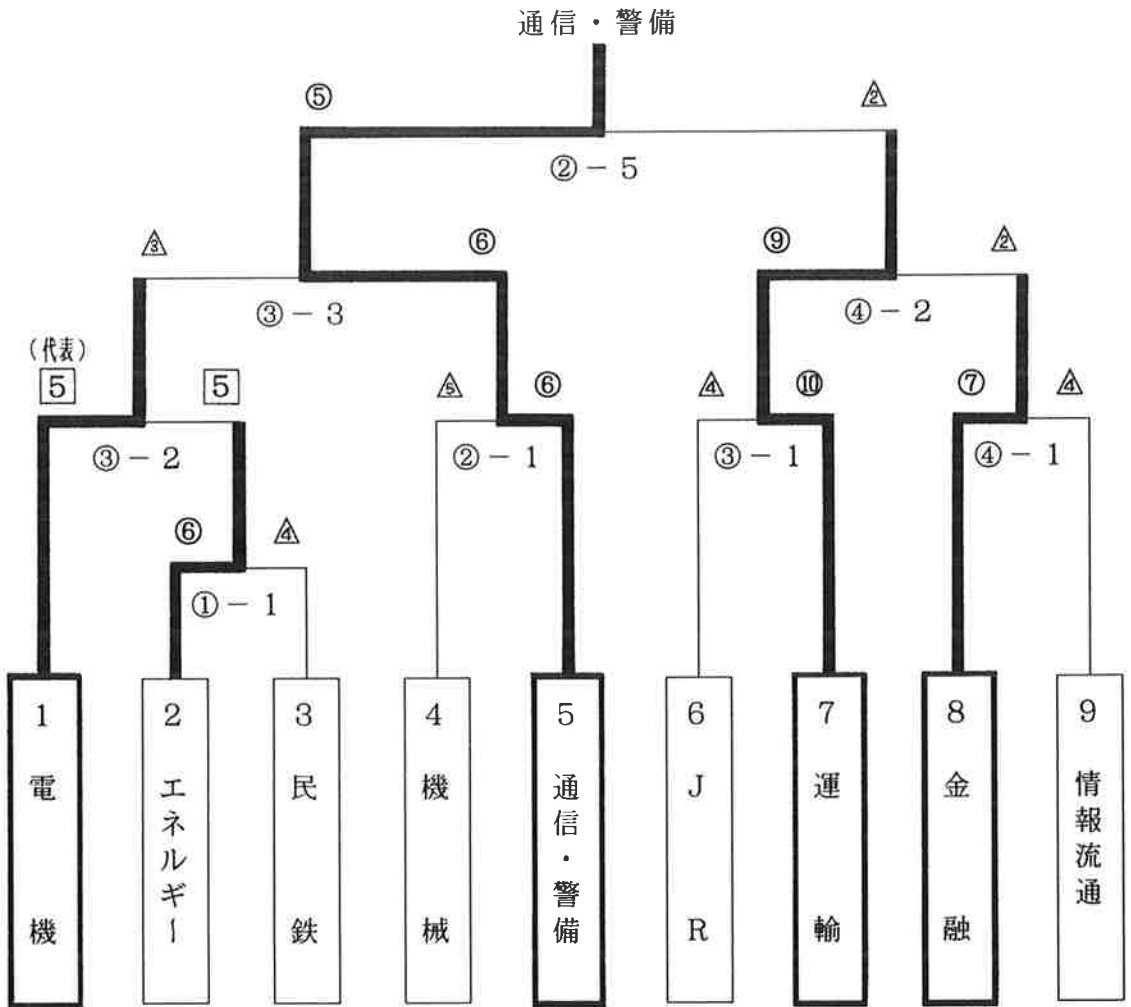 通信・警備
⑤ △2
②－5
△3 ⑥ ⑨ △2
③－3 ④－2
(代表)
5 5 △5 ⑥ △4 ⑩ ⑦ △4
③－2 ②－1 ③－1 ④－1
⑥ △4
①－1
1 電機
2 エネルギー
3 民鉄
4 機械
5 通信・警備
6 JR
7 運輸
8 金融
9 情報流通